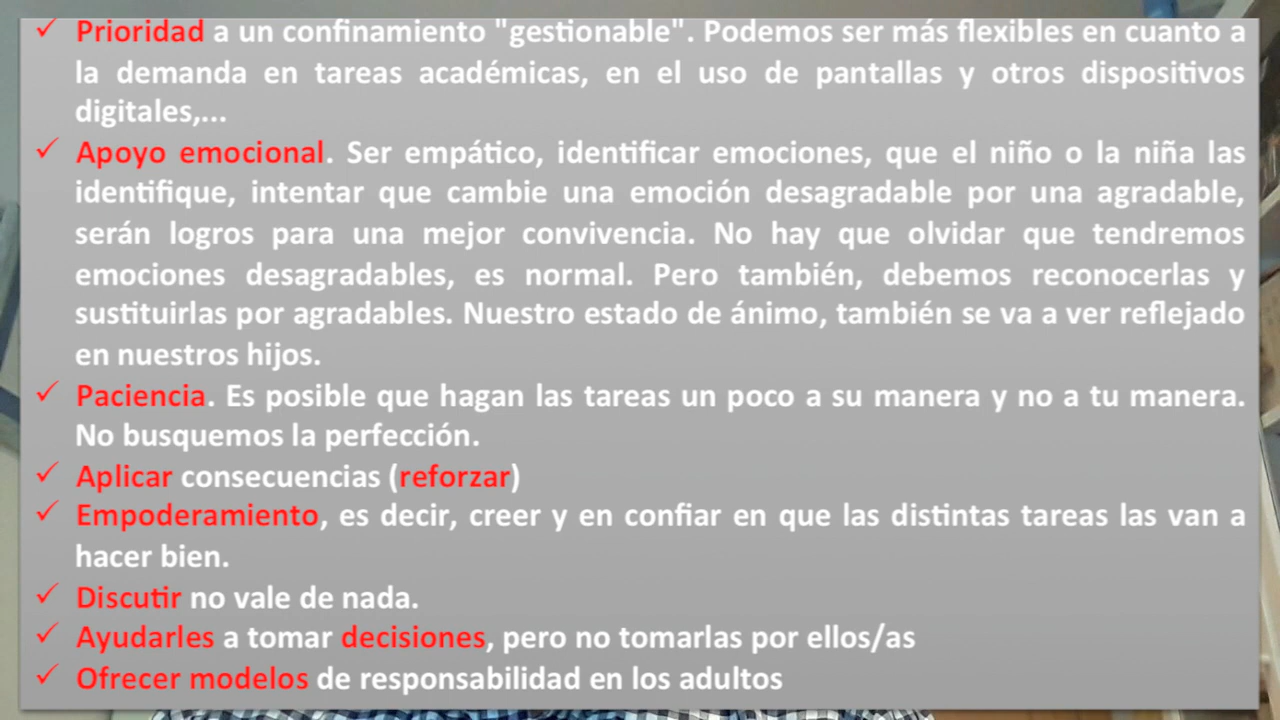 ✓ Prioridad a un confinamiento "gestionable". Podemos ser más flexibles en cuanto a
la demanda en tareas académicas, en el uso de pantallas y otros dispositivos
digitales,...
✓ Apoyo emocional. Ser empático, identificar emociones, que el niño o la niña las
identifique, intentar que cambie una emoción desagradable por una agradable,
serán logros para una mejor convivencia. No hay que olvidar que tendremos
emociones desagradables, es normal. Pero también, debemos reconocerlas y
sustituirlas por agradables. Nuestro estado de ánimo, también se va a ver reflejado
en nuestros hijos.
✓ Paciencia. Es posible que hagan las tareas un poco a su manera y no a tu manera.
No busquemos la perfección.
✓ Aplicar consecuencias (reforzar)
✓ Empoderamiento, es decir, creer y en confiar en que las distintas tareas las van a
hacer bien.
✓ Discutir no vale de nada.
✓ Ayudarles a tomar decisiones, pero no tomarlas por ellos/as
✓ Ofrecer modelos de responsabilidad en los adultos